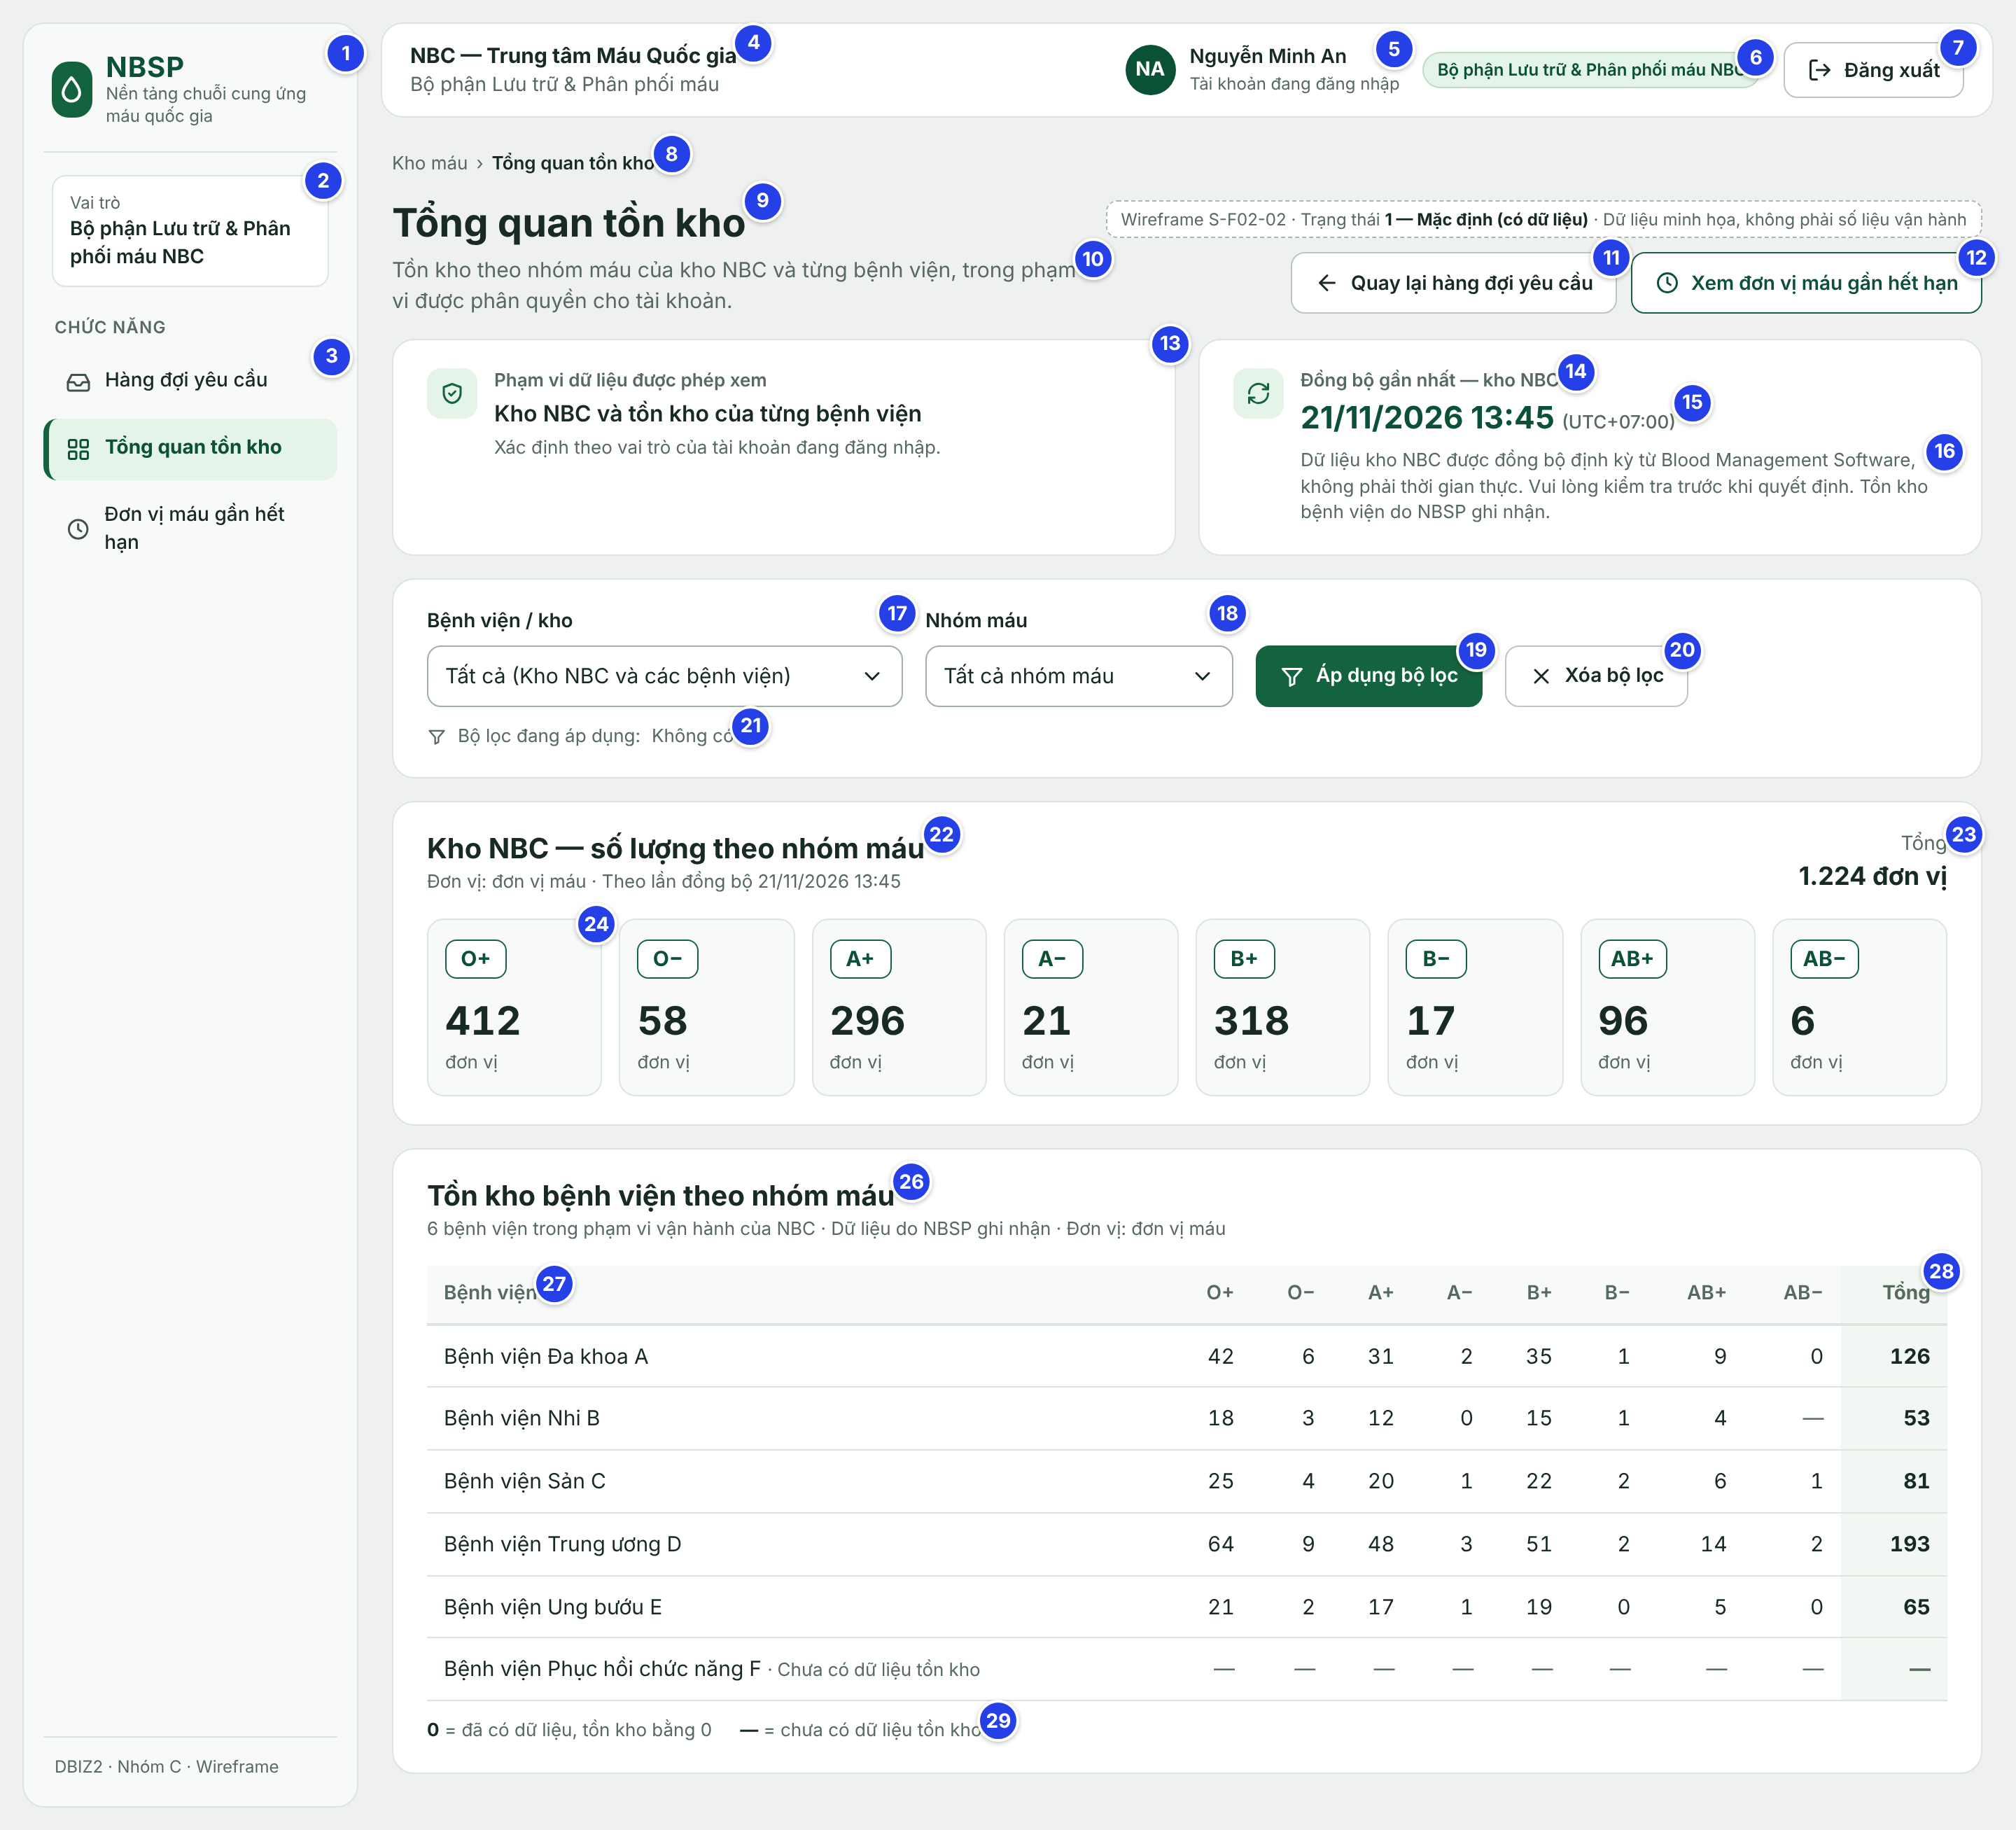 NBSP
Nền tảng chuỗi cung ứng
máu quốc gia
1
Vai trò
Bộ phận Lưu trữ & Phân
phối máu NBC
2
CHỨC NĂNG
3
Hàng đợi yêu cầu
Tổng quan tồn kho
Đơn vị máu gần hết
hạn
DBIZ2 · Nhóm C · Wireframe
NBC — Trung tâm Máu Quốc gia 4
Bộ phận Lưu trữ & Phân phối máu
NA
Nguyễn Minh An 5
Tài khoản đang đăng nhập
Bộ phận Lưu trữ & Phân phối máu NBC 6
Đăng xuất 7
Kho máu › Tổng quan tồn kho 8
Tổng quan tồn kho 9
Tồn kho theo nhóm máu của kho NBC và từng bệnh viện, trong phạm 10
vi được phân quyền cho tài khoản.
Wireframe S-F02-02 · Trạng thái 1 — Mặc định (có dữ liệu) · Dữ liệu minh họa, không phải số liệu vận hành
Quay lại hàng đợi yêu cầu 11
Xem đơn vị máu gần hết hạn 12
13
Phạm vi dữ liệu được phép xem
Kho NBC và tồn kho của từng bệnh viện
Xác định theo vai trò của tài khoản đang đăng nhập.
Đồng bộ gần nhất — kho NBC 14
21/11/2026 13:45 (UTC+07:00) 15
Dữ liệu kho NBC được đồng bộ định kỳ từ Blood Management Software, 16
không phải thời gian thực. Vui lòng kiểm tra trước khi quyết định. Tồn kho
bệnh viện do NBSP ghi nhận.
Bệnh viện / kho 17
Tất cả (Kho NBC và các bệnh viện)
Nhóm máu 18
Tất cả nhóm máu
Áp dụng bộ lọc 19
Xóa bộ lọc 20
Bộ lọc đang áp dụng: Không có 21
Kho NBC — số lượng theo nhóm máu 22
Đơn vị: đơn vị máu · Theo lần đồng bộ 21/11/2026 13:45
Tổng 23
1.224 đơn vị
24
O+ O− A+ A− B+ B− AB+ AB−
412 58 296 21 318 17 96 6
đơn vị đơn vị đơn vị đơn vị đơn vị đơn vị đơn vị đơn vị
Tồn kho bệnh viện theo nhóm máu 26
6 bệnh viện trong phạm vi vận hành của NBC · Dữ liệu do NBSP ghi nhận · Đơn vị: đơn vị máu
Bệnh viện 27 O+ O− A+ A− B+ B− AB+ AB− Tổng 28
Bệnh viện Đa khoa A 42 6 31 2 35 1 9 0 126
Bệnh viện Nhi B 18 3 12 0 15 1 4 — 53
Bệnh viện Sản C 25 4 20 1 22 2 6 1 81
Bệnh viện Trung ương D 64 9 48 3 51 2 14 2 193
Bệnh viện Ung bướu E 21 2 17 1 19 0 5 0 65
Bệnh viện Phục hồi chức năng F · Chưa có dữ liệu tồn kho — — — — — — — — —
0 = đã có dữ liệu, tồn kho bằng 0 — = chưa có dữ liệu tồn kho 29